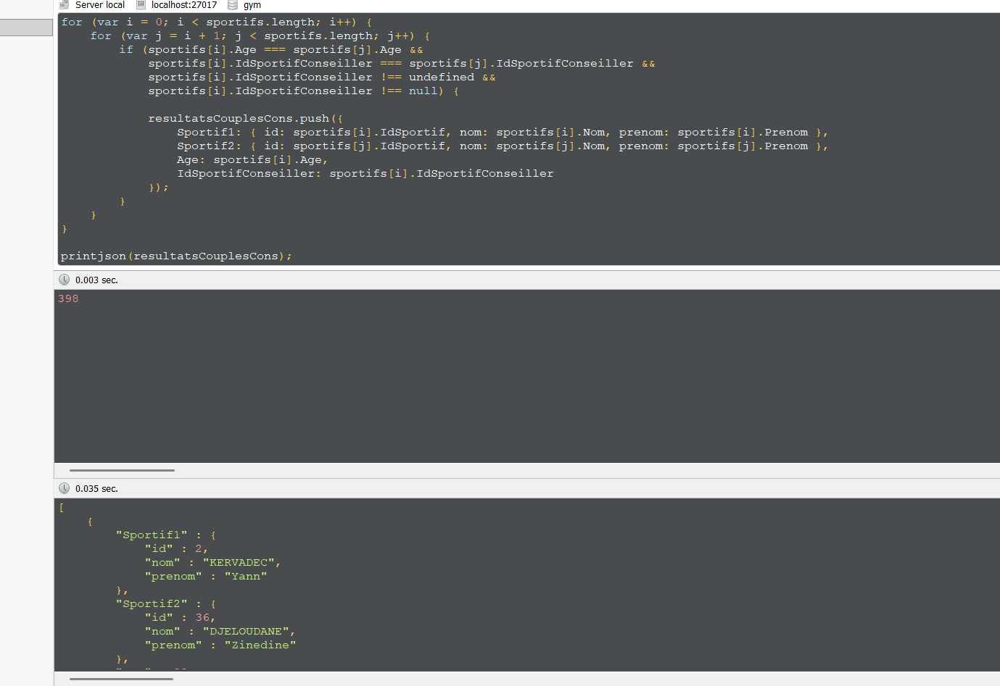 Server local localhost:27017 gym
for (var i = 0; i < sportifs.length; i++) {
    for (var j = i + 1; j < sportifs.length; j++) {
        if (sportifs[i].Age === sportifs[j].Age &&
            sportifs[i].IdSportifConseiller === sportifs[j].IdSportifConseiller &&
            sportifs[i].IdSportifConseiller !== undefined &&
            sportifs[i].IdSportifConseiller !== null) {
            resultatsCouplesCons.push({
                Sportif1: { id: sportifs[i].IdSportif, nom: sportifs[i].Nom, prenom: sportifs[i].Prenom },
                Sportif2: { id: sportifs[j].IdSportif, nom: sportifs[j].Nom, prenom: sportifs[j].Prenom },
                Age: sportifs[i].Age,
                IdSportifConseiller: sportifs[i].IdSportifConseiller
            });
        }
    }
}
printjson(resultatsCouplesCons);
0.003 sec.
398
0.035 sec.
[
    {
        "Sportif1" : {
            "id" : 2,
            "nom" : "KERVADEC",
            "prenom" : "Yann"
        },
        "Sportif2" : {
            "id" : 36,
            "nom" : "DJELOUDANE",
            "prenom" : "Zinedine"
        },